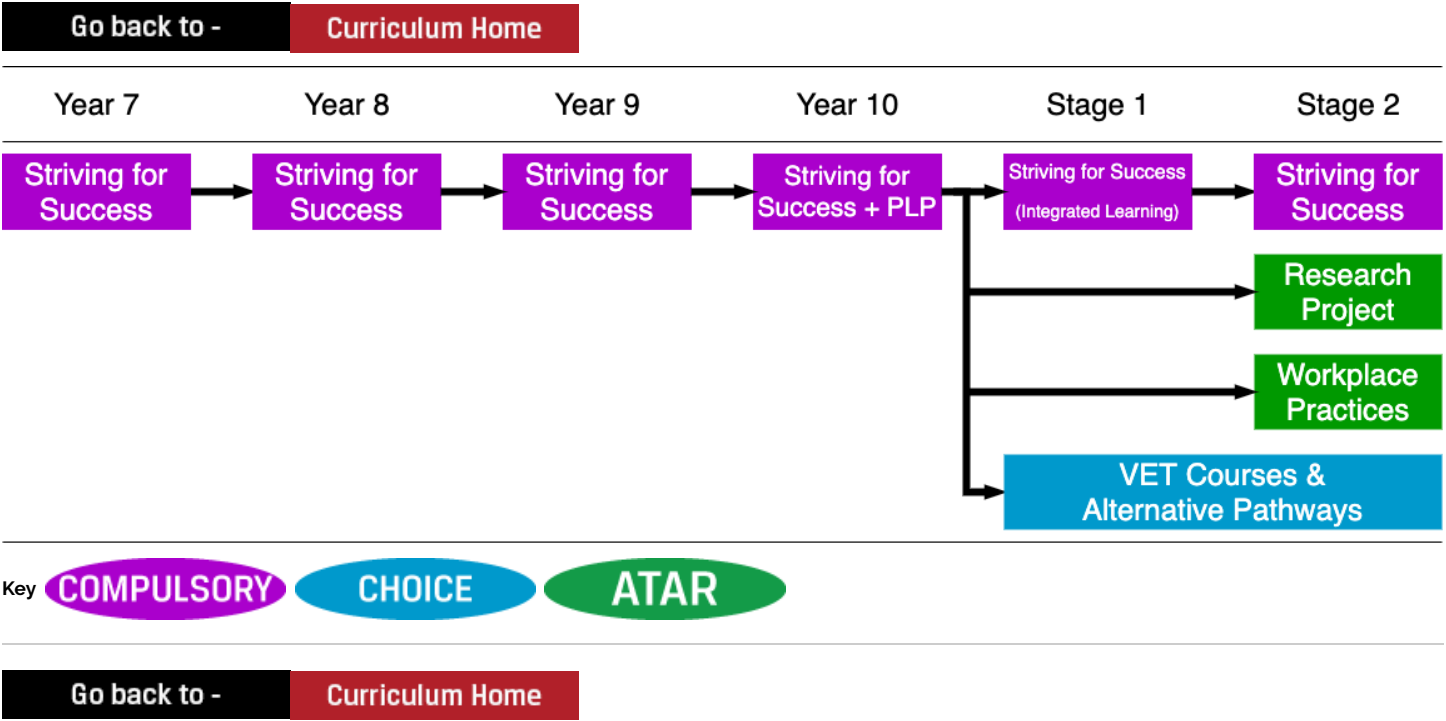 Go back to - Curriculum Home
Year 7 Year 8 Year 9 Year 10 Stage 1 Stage 2
Striving for
Success
Striving for
Success
Striving for
Success
Striving for
Success + PLP
Striving for Success
(Integrated Learning)
Striving for
Success
Research
Project
Workplace
Practices
VET Courses &
Alternative Pathways
Key COMPULSORY CHOICE ATAR
Go back to - Curriculum Home